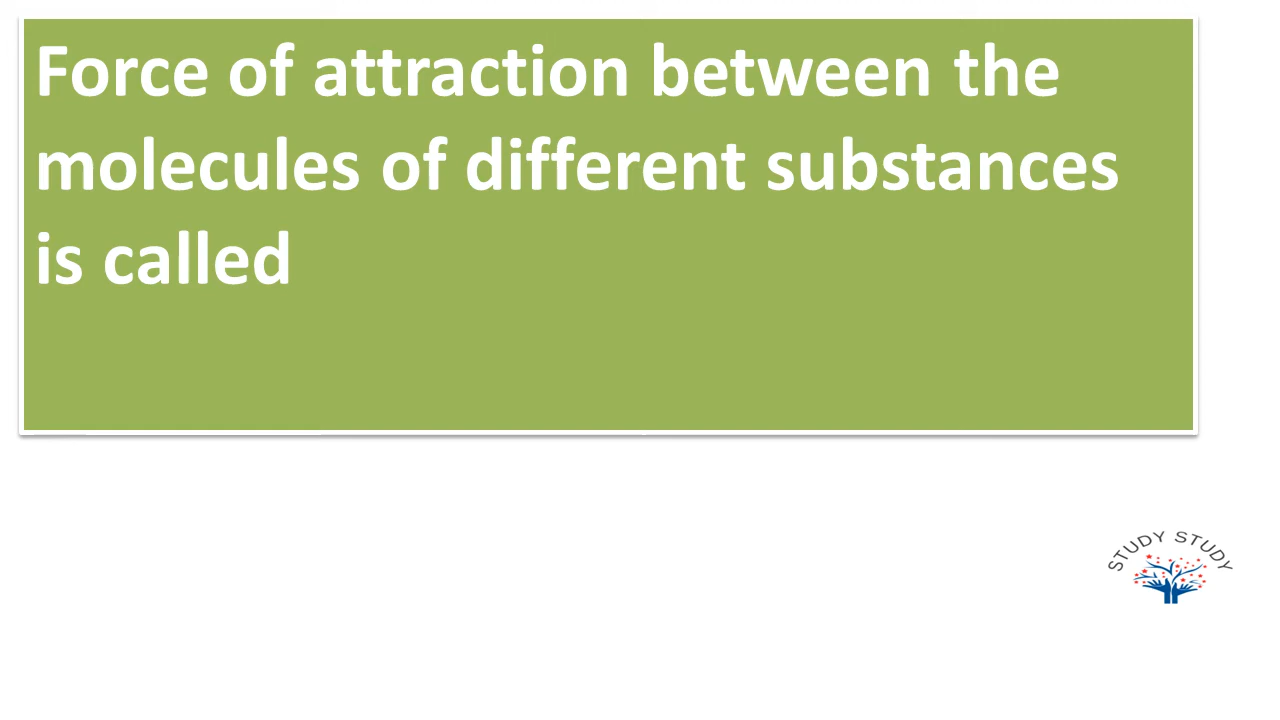 Force of attraction between the
molecules of different substances
is called
STUDY STUDY